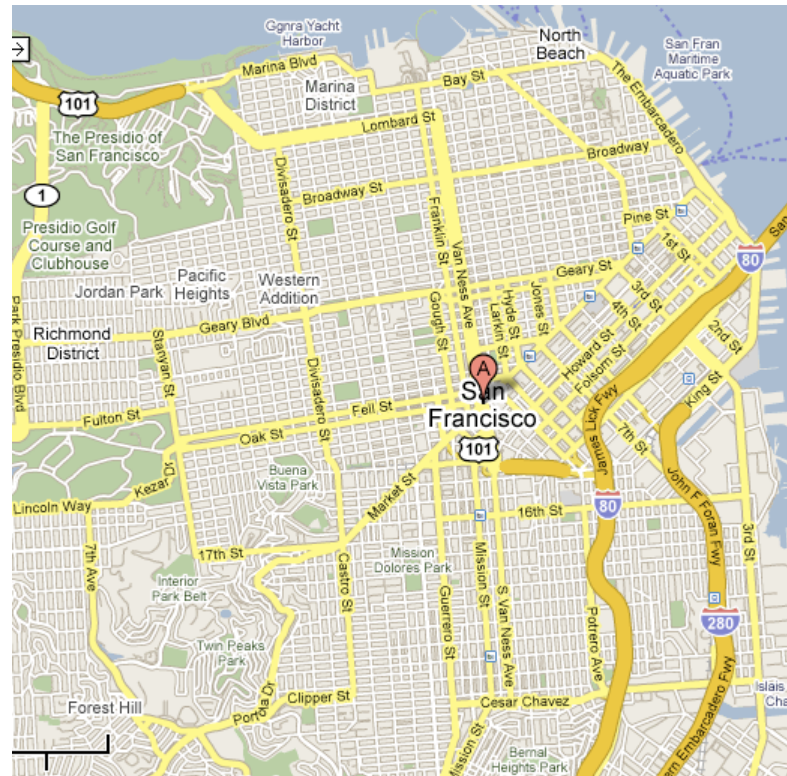 Ggnra Yacht
Harbor
North
Beach
San Fran
Maritime
Aquatic Park
→
Marina Blvd
Bay St
The Embarcadero
Marina
District
101
Lombard St
The Presidio of
San Francisco
Broadway
Divisadero St
Broadway St
1
Franklin St
Pine St
Presidio Golf
Course and
Clubhouse
Van Ness Ave
1st St
San
80
Geary St
Pacific
Heights
Western
Addition
Jordan Park
Gough St
Hyde St
Larkin St
Jones St
3rd St
4th St
Park Presidio Blvd
Richmond
District
Geary Blvd
Stanyan St
2nd St
Howard St
Folsom St
Divisadero St
A
San
Francisco
James Lick Fwy
King St
Fulton St
Fell St
Oak St
7th St
101
Kezar Dr
Buena
Vista Park
Market St
John F Foran Fwy
Lincoln Way
80
16th St
3rd St
7th Ave
17th St
Mission
Dolores Park
Castro St
Mission St
S Van Ness Ave
Interior
Park Belt
Guerrero St
Potrero Ave
280
Twin Peaks
Park
Portola Dr
Clipper St
Cesar Chavez
Islais
Cha
Forest Hill
Mission St
Bernal
Heights Park
ern Embarcadero Fwy